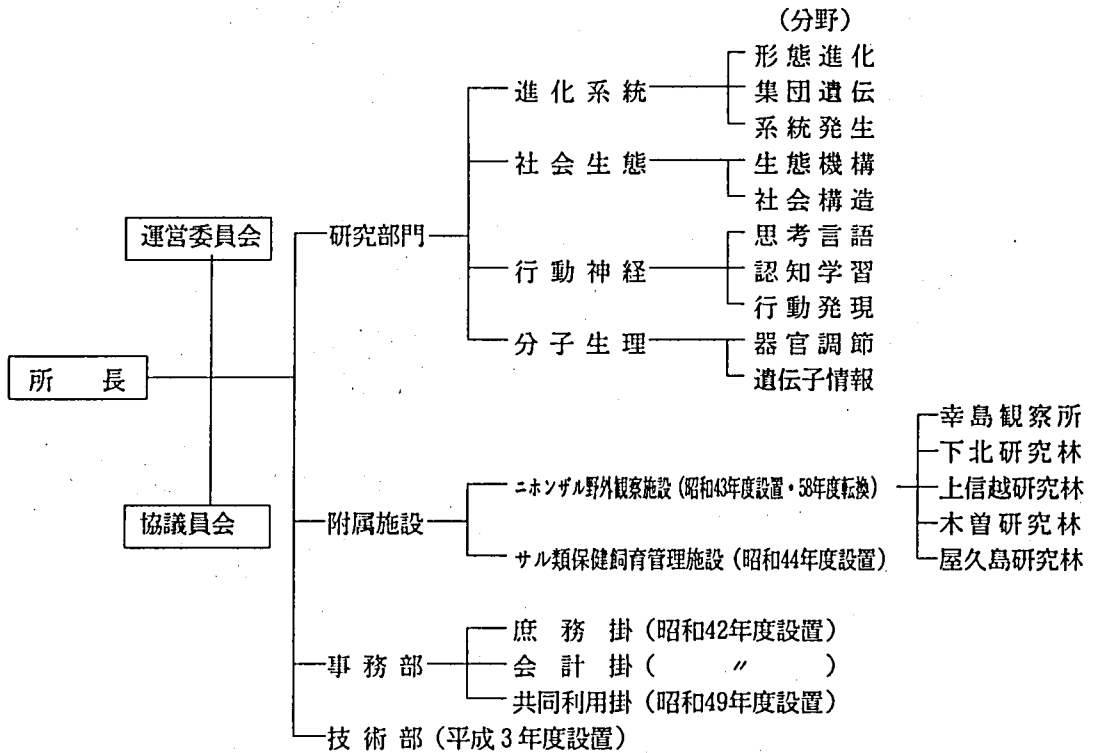 (分野)
形態進化
進化系統
集団遺伝
系統発生
社会生態
生態機構
社会構造
運営委員会
研究部門
思考言語
行動神経
認知学習
行動発現
分子生理
器官調節
遺伝子情報
所長
幸島観察所
下北研究林
ニホンザル野外観察施設(昭和43年度設置・58年度転換)
上信越研究林
協議員会
附属施設
木曽研究林
サル類保健飼育管理施設(昭和44年度設置)
屋久島研究林
庶務掛(昭和42年度設置)
事務部
会計掛( 〃 )
共同利用掛(昭和49年度設置)
技術部(平成3年度設置)